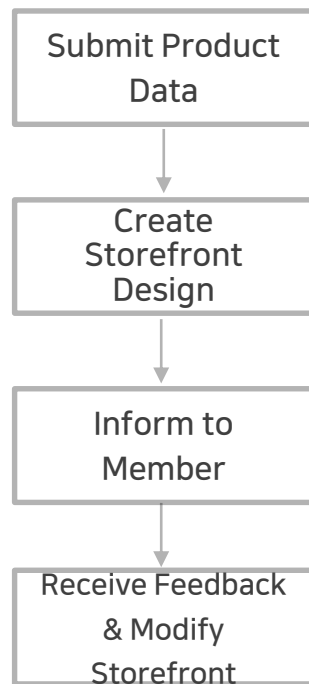 Submit Product
Data
Create
Storefront
Design
Inform to
Member
Receive Feedback
& Modify
Storefront